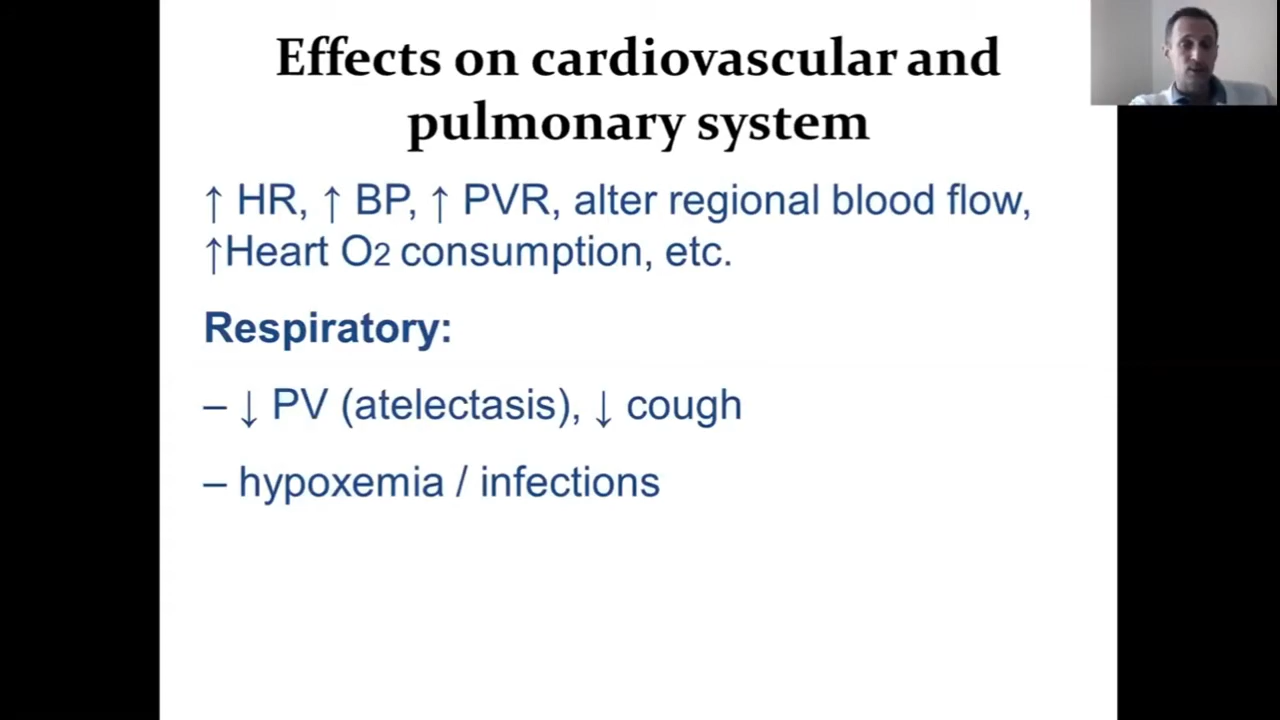 Effects on cardiovascular and
pulmonary system
↑ HR, ↑ BP, ↑ PVR, alter regional blood flow,
↑Heart O2 consumption, etc.
Respiratory:
– ↓ PV (atelectasis), ↓ cough
– hypoxemia / infections